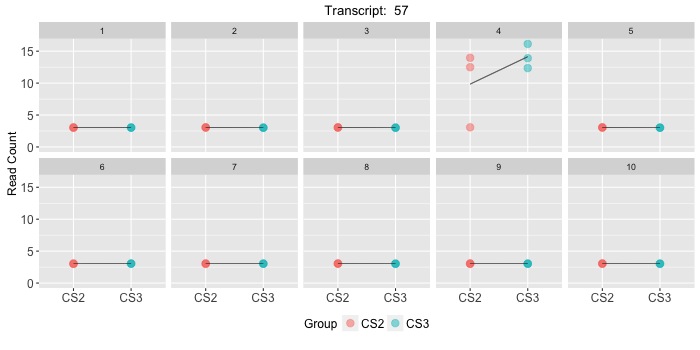 Transcript: 57
1 2 3 4 5
15
10
5
0
6 7 8 9 10
15
10
5
0
Read Count
CS2 CS3 CS2 CS3 CS2 CS3 CS2 CS3 CS2 CS3
Group CS2 CS3